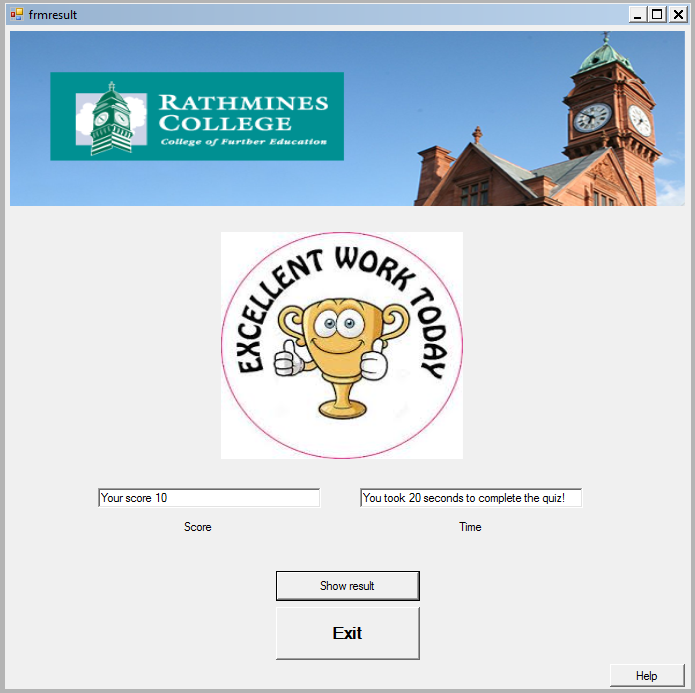 frmresult
RATHMINES
COLLEGE
College of Further Education
EXCELLENT WORK TODAY
Your score 10
You took 20 seconds to complete the quiz!
Score
Time
Show result
Exit
Help